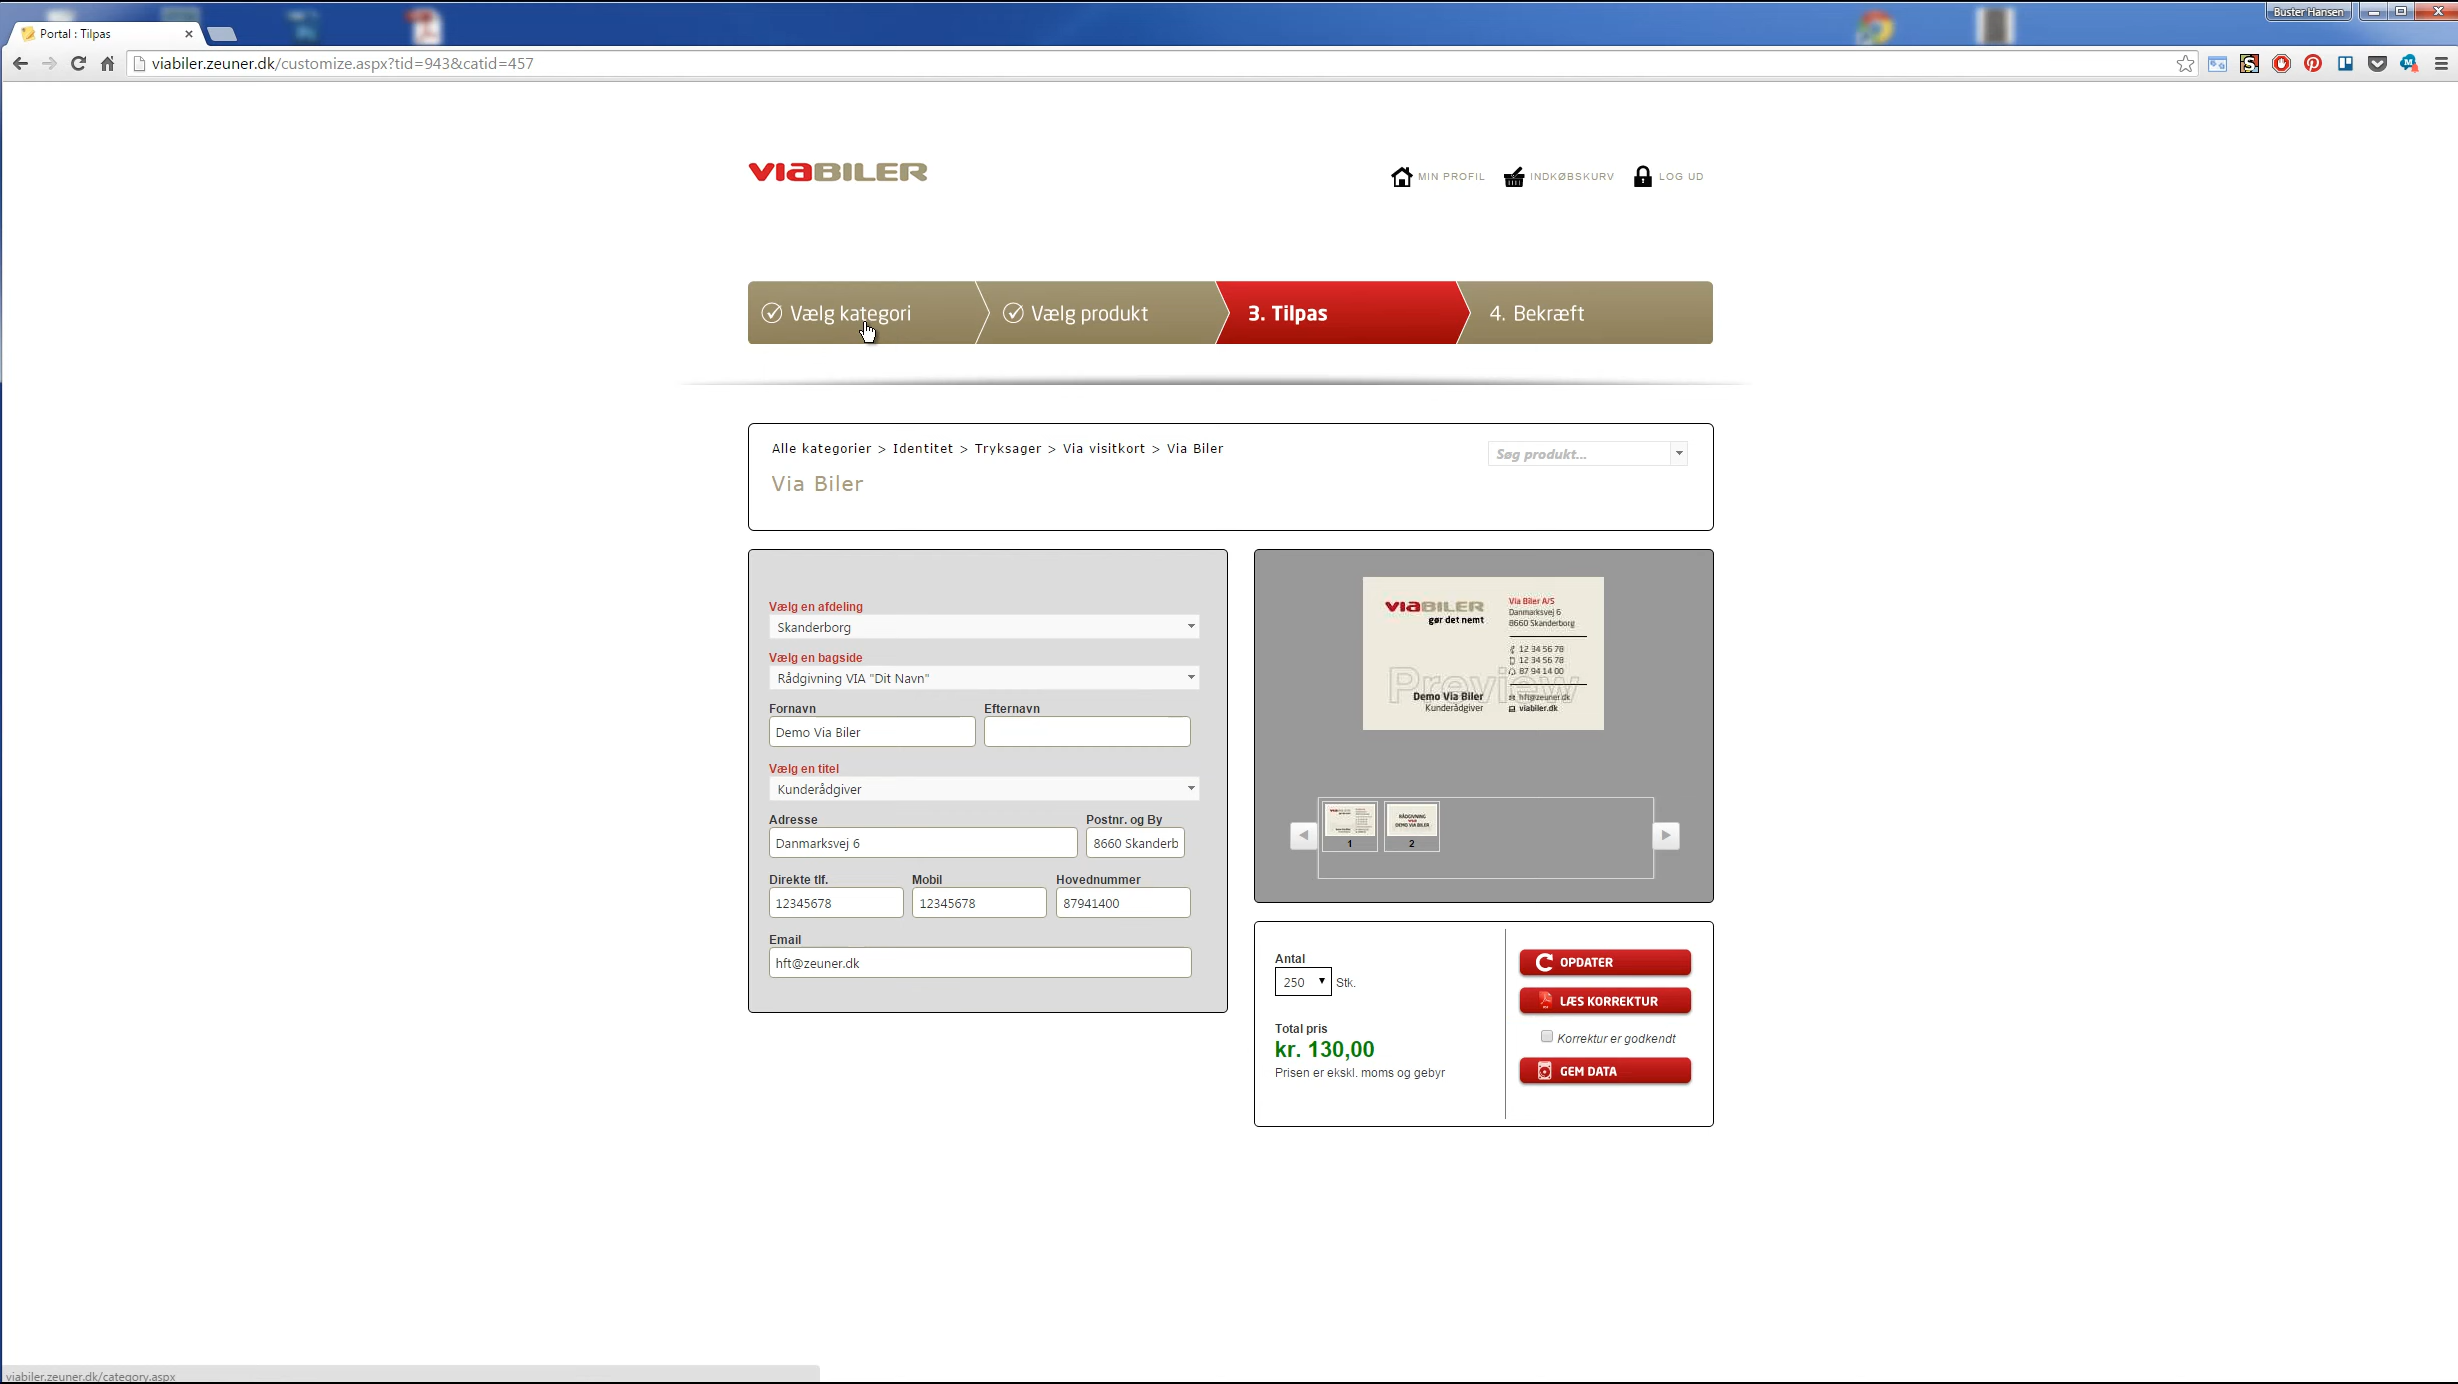 Buster Hansen
Portal : Tilpas
viabiler.zeuner.dk/customize.aspx?tid=943&catid=457
VIABILER
MIN PROFIL
INDKØBSKURV
LOG UD
Vælg kategori
Vælg produkt
3. Tilpas
4. Bekræft
Alle kategorier > Identitet > Tryksager > Via visitkort > Via Biler
Søg produkt...
Via Biler
Vælg en afdeling
Skanderborg
Vælg en bagside
Rådgivning VIA "Dit Navn"
Fornavn Efternavn
Demo Via Biler
Vælg en titel
Kunderådgiver
Adresse Postnr. og By
Danmarksvej 6 8660 Skanderb
Direkte tlf. Mobil Hovednummer
12345678 12345678 87941400
Email
hft@zeuner.dk
VIABILER
gør det nemt
Via Biler A/S
Danmarksvej 6
8660 Skanderborg
12 34 56 78
12 34 56 78
87 94 14 00
Preview
Demo Via Biler
Kunderådgiver
hft@zeuner.dk
viabiler.dk
RÅDGIVNING
VIA
DEMO VIA BILER
1 2
Antal
250 Stk.
Total pris
kr. 130,00
Prisen er ekskl. moms og gebyr
OPDATER
LÆS KORREKTUR
Korrektur er godkendt
GEM DATA
viabiler.zeuner.dk/category.aspx